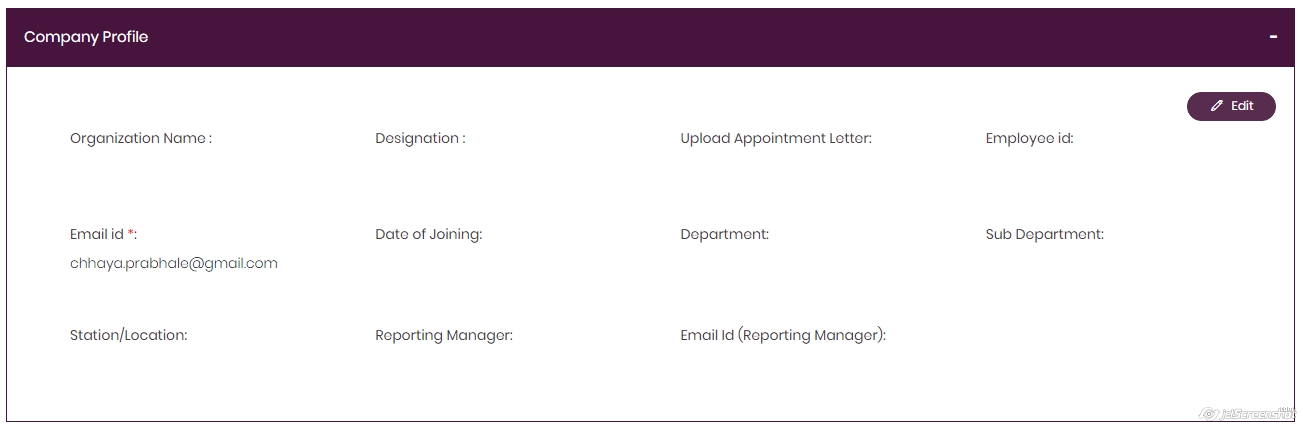 Company Profile -
Edit
Organization Name : Designation : Upload Appointment Letter: Employee id:
Email id *: Date of Joining: Department: Sub Department:
chhaya.prabhale@gmail.com
Station/Location: Reporting Manager: Email Id (Reporting Manager):